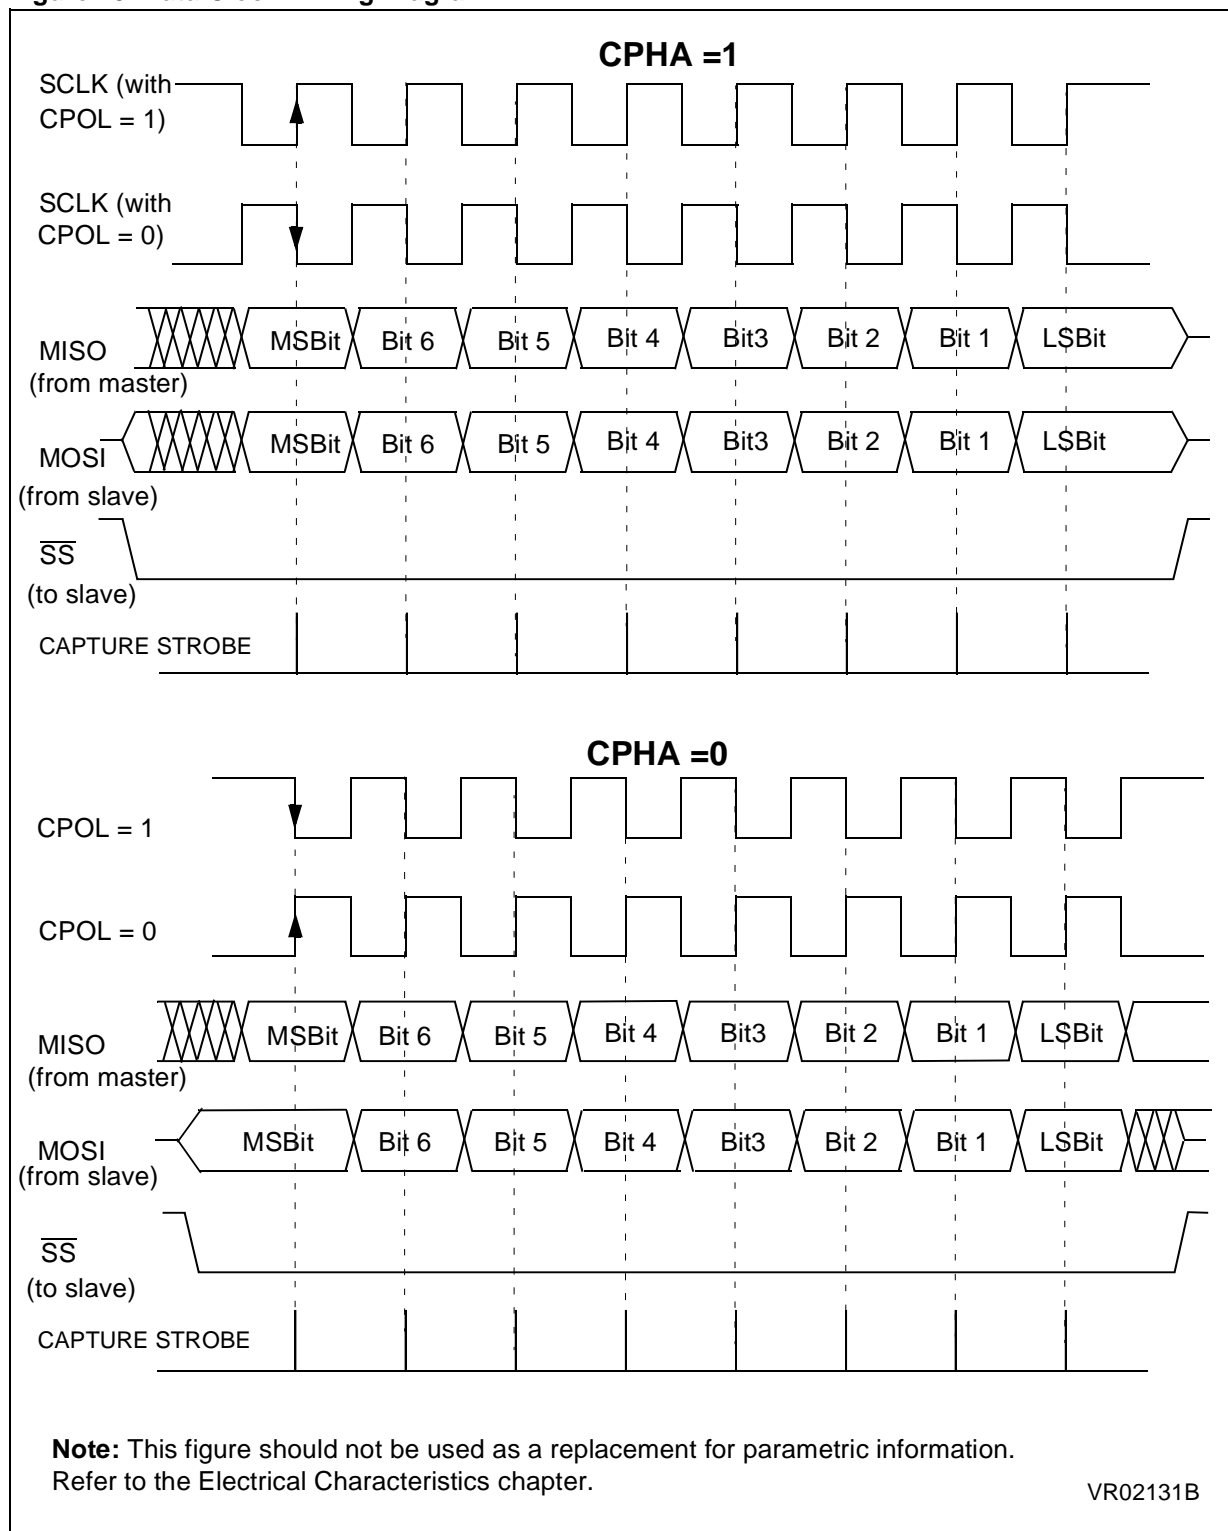 CPHA =1
SCLK (with
CPOL = 1)
SCLK (with
CPOL = 0)
MSBit Bit 6 Bit 5 Bit 4 Bit3 Bit 2 Bit 1 LSBit
MISO
(from master)
MSBit Bit 6 Bit 5 Bit 4 Bit3 Bit 2 Bit 1 LSBit
MOSI
(from slave)
SS
(to slave)
CAPTURE STROBE
CPHA =0
CPOL = 1
CPOL = 0
MSBit Bit 6 Bit 5 Bit 4 Bit3 Bit 2 Bit 1 LSBit
MISO
(from master)
MSBit Bit 6 Bit 5 Bit 4 Bit3 Bit 2 Bit 1 LSBit
MOSI
(from slave)
SS
(to slave)
CAPTURE STROBE
Note: This figure should not be used as a replacement for parametric information.
Refer to the Electrical Characteristics chapter.
VR02131B